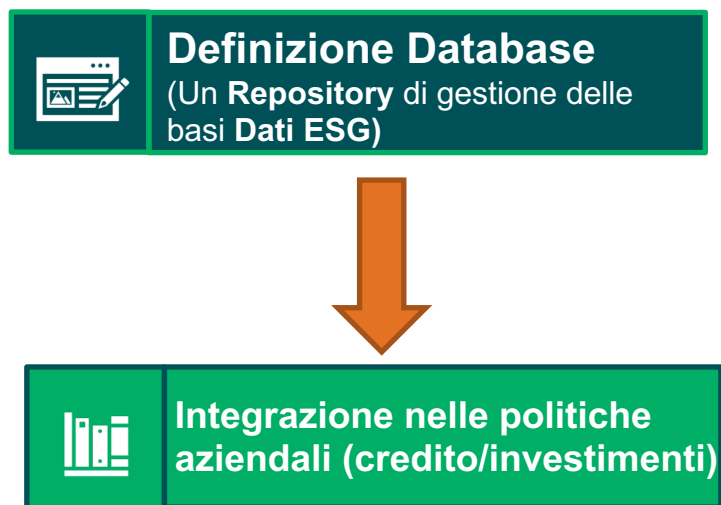 Definizione Database
(Un Repository di gestione delle
basi Dati ESG)
Integrazione nelle politiche
aziendali (credito/investimenti)